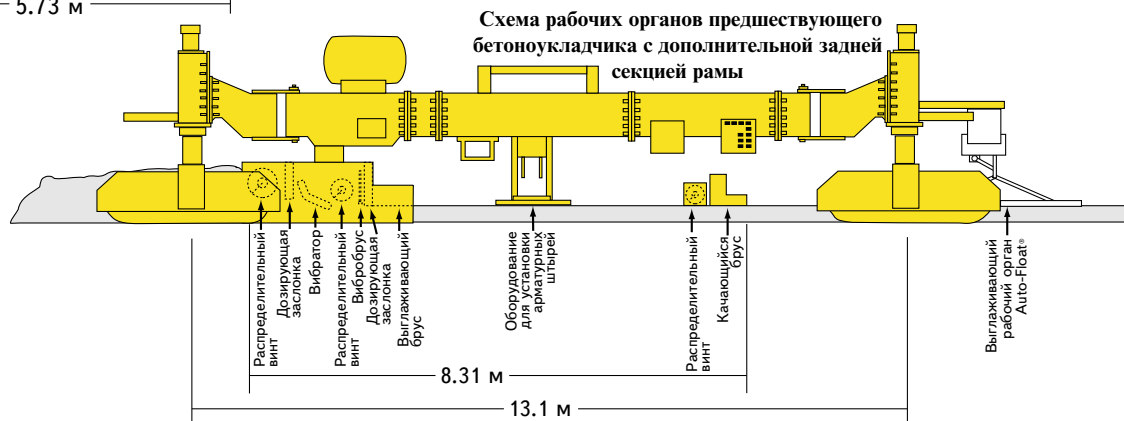 5.73 м
Схема рабочих органов предшествующего
бетоноукладчика с дополнительной задней
секцией рамы
Распределительный
винт
Дозирующая
заслонка
Вибратор
Распределительный
винт
Вибробрус
Дозирующая
заслонка
Выглаживающий
брус
Оборудование
для установки
арматурных
штырей
Распределительный
винт
Качающийся
брус
Выглаживающий
рабочий орган
Auto-Float®
8.31 м
13.1 м